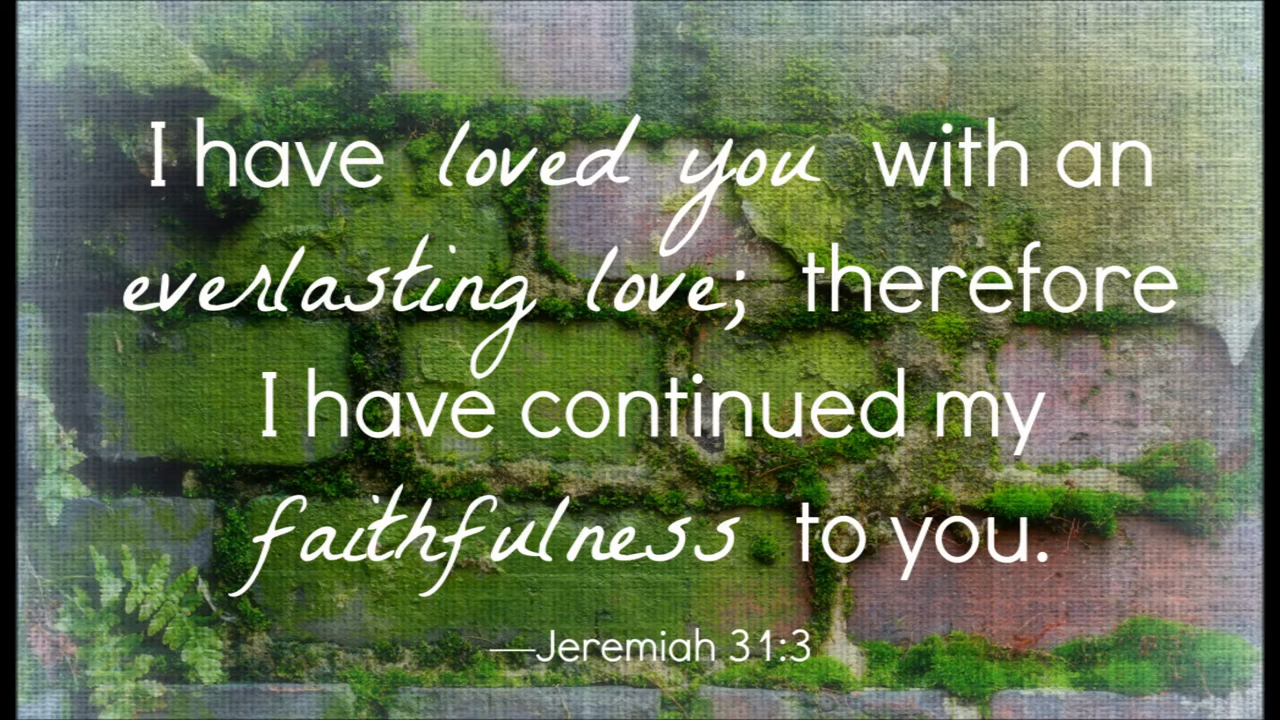 I have loved you with an
everlasting love; therefore
I have continued my
faithfulness to you.
—Jeremiah 31:3